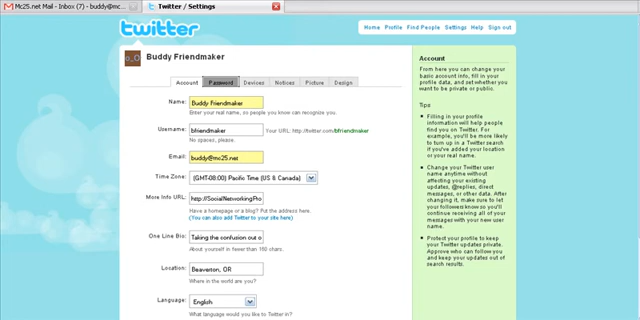 Mc25.net Mail - Inbox (7) - buddy@mc...
Twitter / Settings
twitter
Home Profile Find People Settings Help Sign out
Buddy Friendmaker
Account Password Devices Notices Picture Design
Name: Buddy Friendmaker
Enter your real name, so people you know can recognize you.
Username: bfriendmaker Your URL: http://twitter.com/bfriendmaker
No spaces, please.
Email: buddy@mc25.net
Time Zone: (GMT-08:00) Pacific Time (US & Canada)
More Info URL: http://SocialNetworkingPro
Have a homepage or a blog? Put the address here.
(You can also add Twitter to your site here)
One Line Bio: Taking the confusion out o
About yourself in fewer than 160 chars.
Location: Beaverton, OR
Where in the world are you?
Language: English
What language would you like to Twitter in?
Account
From here you can change your
basic account info, fill in your
profile data, and set whether you
want to be private or public.
Tips
Filling in your profile
information will help people
find you on Twitter. For
example, you'll be more likely
to turn up in a Twitter search
if you've added your location
or your real name.
Change your Twitter user
name anytime without
affecting your existing
updates, @replies, direct
messages, or other data. After
changing it, make sure to let
your followers know so you'll
continue receiving all of your
messages with your new user
name.
Protect your profile to keep
your Twitter updates private.
Approve who can follow you
and keep your updates out of
search results.